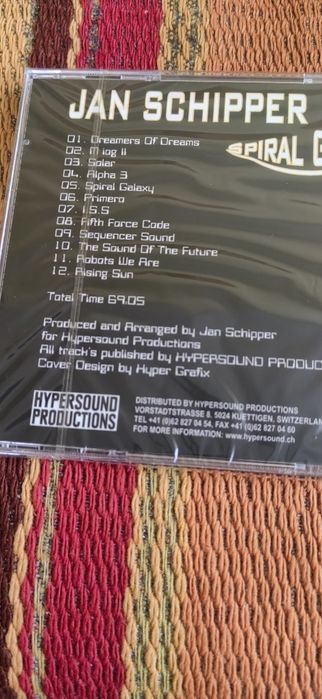 JAN SCHIPPER
SPIRAL G
01. Dreamers Of Dreams
02. M log II
03. Solar
04. Alpha 3
05. Spiral Galaxy
06. Primero
07. I.S.S
08. Fifth Force Code
09. Sequencer Sound
10. The Sound Of The Future
11. Robots We Are
12. Rising Sun
Total Time 69.05
Produced and Arranged by Jan Schipper
for Hypersound Productions
All track's published by HYPERSOUND PRODUC
Cover Design by Hyper Grafix
HYPERSOUND
PRODUCTIONS
DISTRIBUTED BY HYPERSOUND PRODUCTIONS
VORSTADTSTRASSE 8, 5024 KUETTIGEN, SWITZERLAN
TEL +41 (0)62 827 04 54, FAX +41 (0)62 827 04 60
FOR MORE INFORMATION: www.hypersound.ch